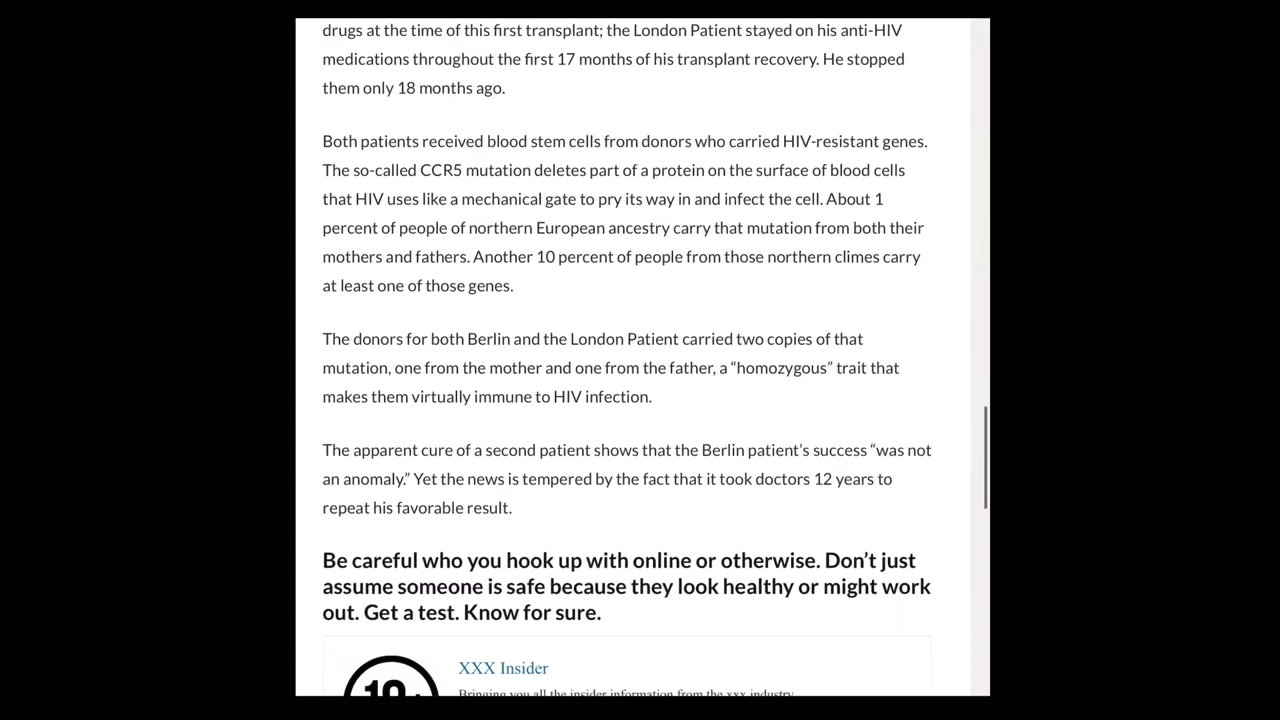 drugs at the time of this first transplant; the London Patient stayed on his anti-HIV
medications throughout the first 17 months of his transplant recovery. He stopped
them only 18 months ago.
Both patients received blood stem cells from donors who carried HIV-resistant genes.
The so-called CCR5 mutation deletes part of a protein on the surface of blood cells
that HIV uses like a mechanical gate to pry its way in and infect the cell. About 1
percent of people of northern European ancestry carry that mutation from both their
mothers and fathers. Another 10 percent of people from those northern climes carry
at least one of those genes.
The donors for both Berlin and the London Patient carried two copies of that
mutation, one from the mother and one from the father, a “homozygous” trait that
makes them virtually immune to HIV infection.
The apparent cure of a second patient shows that the Berlin patient’s success “was not
an anomaly.” Yet the news is tempered by the fact that it took doctors 12 years to
repeat his favorable result.
Be careful who you hook up with online or otherwise. Don’t just
assume someone is safe because they look healthy or might work
out. Get a test. Know for sure.
XXX Insider
Bringing you all the insider information from the xxx industry